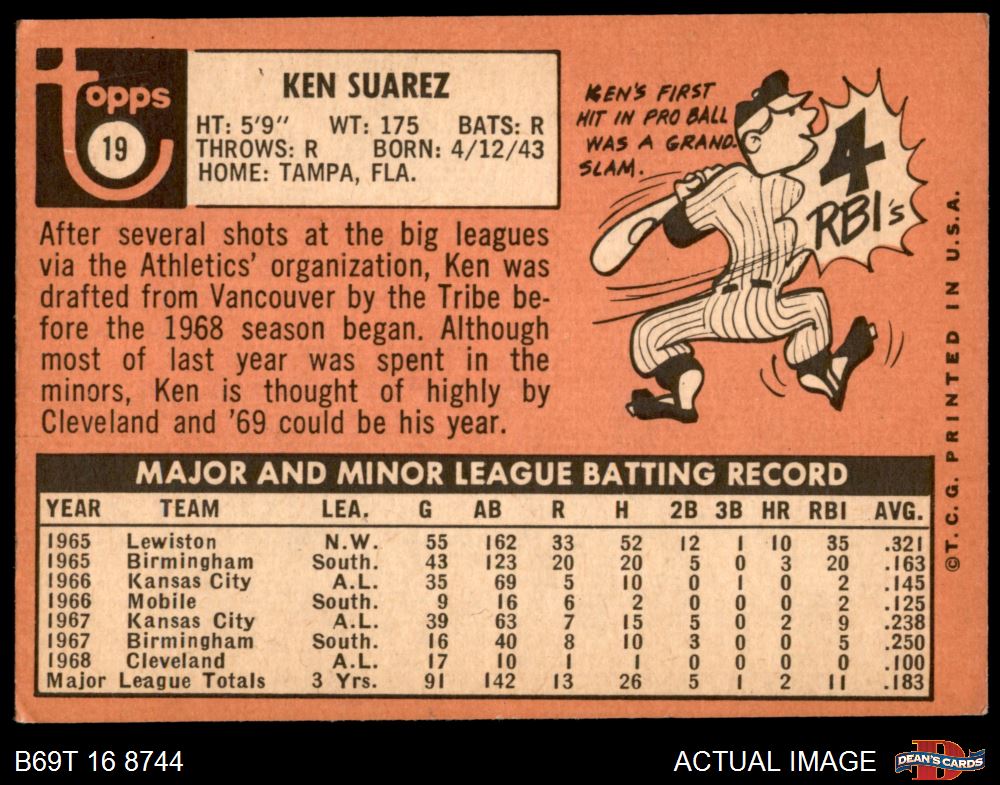 topps
19
KEN SUAREZ
HT: 5'9" WT: 175 BATS: R
THROWS: R BORN: 4/12/43
HOME: TAMPA, FLA.
KEN'S FIRST
HIT IN PRO BALL
WAS A GRAND-
SLAM.
4
RBI's
After several shots at the big leagues
via the Athletics' organization, Ken was
drafted from Vancouver by the Tribe be-
fore the 1968 season began. Although
most of last year was spent in the
minors, Ken is thought of highly by
Cleveland and '69 could be his year.
MAJOR AND MINOR LEAGUE BATTING RECORD
YEAR TEAM LEA. G AB R H 2B 3B HR RBI AVG.
1965 Lewiston N.W. 55 162 33 52 12 1 10 35 .321
1965 Birmingham South. 43 123 20 20 5 0 3 20 .163
1966 Kansas City A.L. 35 69 5 10 0 1 0 2 .145
1966 Mobile South. 9 16 6 2 0 0 0 2 .125
1967 Kansas City A.L. 39 63 7 15 5 0 2 9 .238
1967 Birmingham South. 16 40 8 10 3 0 0 5 .250
1968 Cleveland A.L. 17 10 1 1 0 0 0 0 .100
Major League Totals 3 Yrs. 91 142 13 26 5 1 2 11 .183
©T.C.G. PRINTED IN U.S.A.
B69T 16 8744
ACTUAL IMAGE
D
DEAN'S CARDS